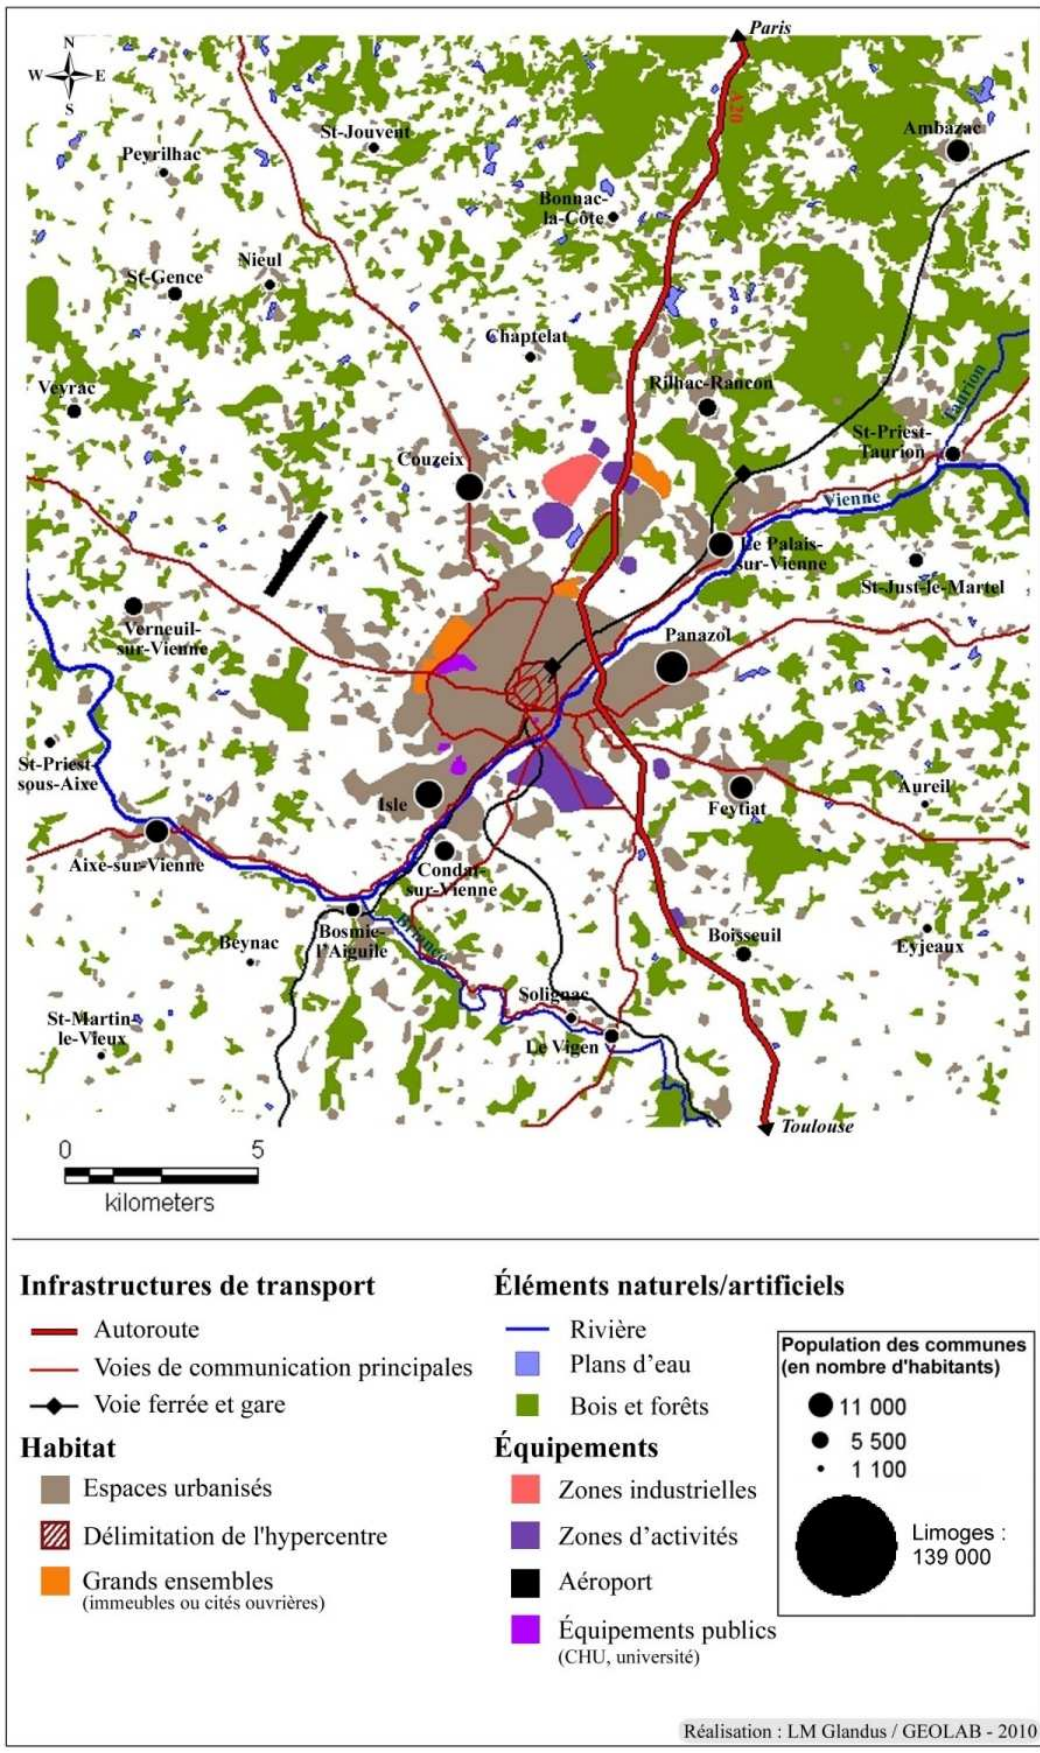 Paris
N
W E
S
A20
St-Jouvent
Ambazac
Peyrilhac
Bonnac-
la-Côte
Nieul
St-Gence
Chaptelat
Rilhac-Rancon
Veyrac
Taurion
St-Priest-
Taurion
Couzeix
Vienne
Le Palais-
sur-Vienne
St-Just-le-Martel
Verneuil-
sur-Vienne
Panazol
St-Priest-
sous-Aixe
Isle
Feytiat
Aureil
Aixe-sur-Vienne
Condat-
sur-Vienne
Briance
Bosmie-
l'Aiguile
Beynac
Boisseuil
Eyjeaux
Solignac
St-Martin-
le-Vieux
Le Vigen
Toulouse
0 5
kilometers
Infrastructures de transport
Autoroute
Voies de communication principales
Voie ferrée et gare
Habitat
Espaces urbanisés
Délimitation de l'hypercentre
Grands ensembles
(immeubles ou cités ouvrières)
Éléments naturels/artificiels
Rivière
Plans d'eau
Bois et forêts
Équipements
Zones industrielles
Zones d'activités
Aéroport
Équipements publics
(CHU, université)
Population des communes
(en nombre d'habitants)
11 000
5 500
1 100
Limoges :
139 000
Réalisation : LM Glandus / GEOLAB - 2010